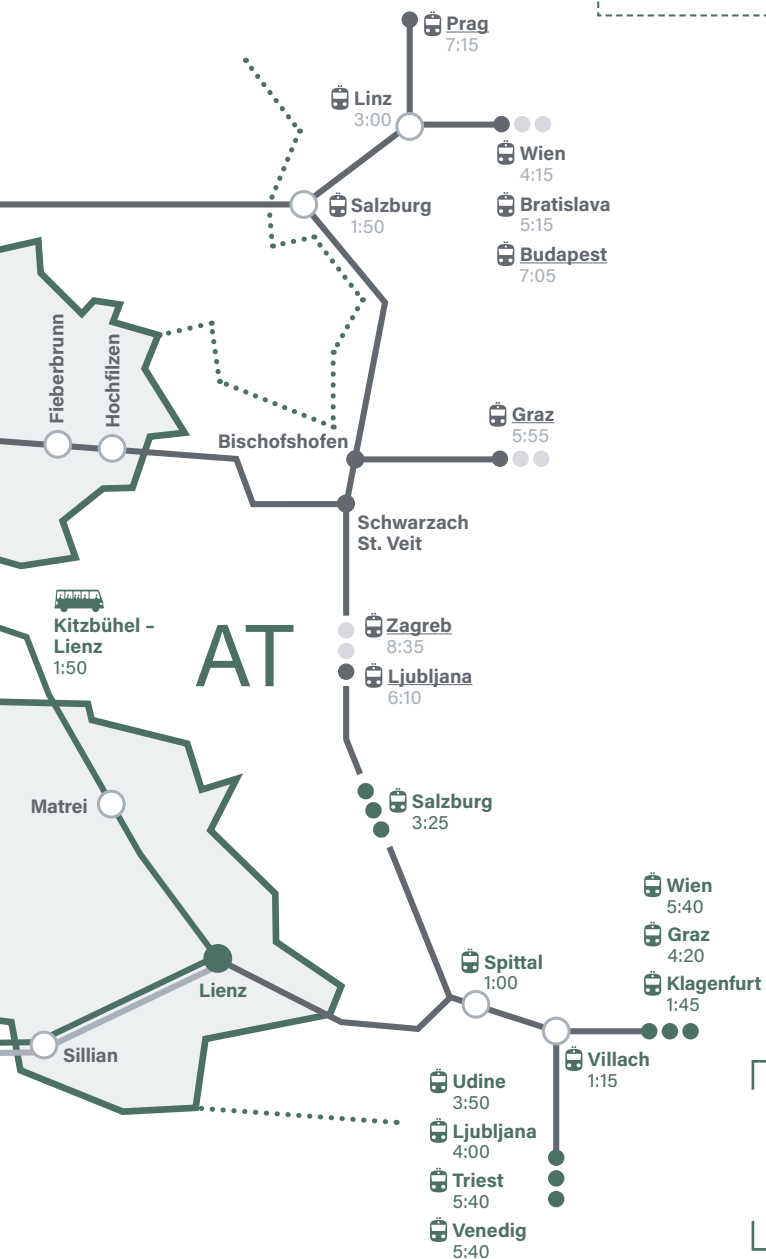 Prag
7:15
Linz
3:00
Wien
4:15
Salzburg
1:50
Bratislava
5:15
Budapest
7:05
Fieberbrunn
Hochfilzen
Graz
5:55
Bischofshofen
Schwarzach
St. Veit
Kitzbühel –
Lienz
1:50
AT
Zagreb
8:35
Ljubljana
6:10
Matrei
Salzburg
3:25
Wien
5:40
Graz
4:20
Klagenfurt
1:45
Spittal
1:00
Lienz
Sillian
Villach
1:15
Udine
3:50
Ljubljana
4:00
Triest
5:40
Venedig
5:40